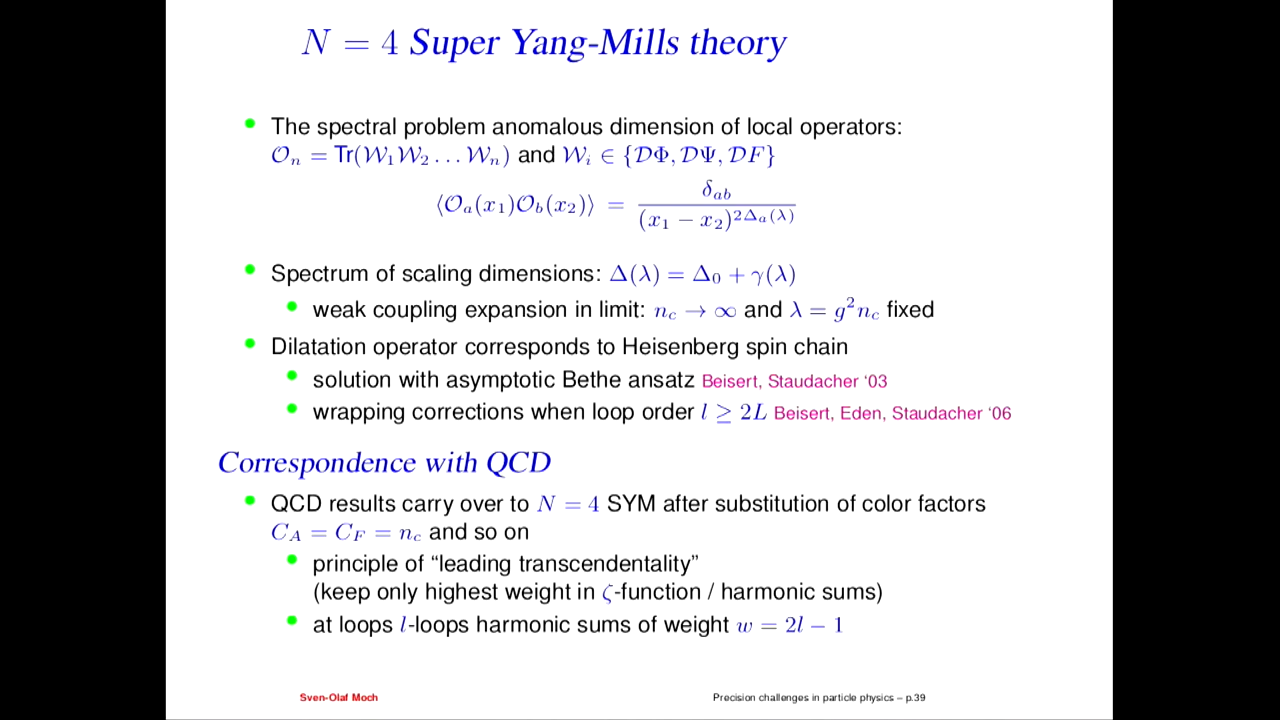 N = 4 Super Yang-Mills theory
• The spectral problem anomalous dimension of local operators:
𝒪ₙ = Tr(𝒲₁𝒲₂ … 𝒲ₙ) and 𝒲ᵢ ∈ {𝒟Φ, 𝒟Ψ, 𝒟F}
⟨𝒪ₐ(x₁)𝒪_b(x₂)⟩ = δ_{ab} / (x₁ − x₂)^{2Δₐ(λ)}
• Spectrum of scaling dimensions: Δ(λ) = Δ₀ + γ(λ)
• weak coupling expansion in limit: n_c → ∞ and λ = g²n_c fixed
• Dilatation operator corresponds to Heisenberg spin chain
• solution with asymptotic Bethe ansatz Beisert, Staudacher ‘03
• wrapping corrections when loop order l ≥ 2L Beisert, Eden, Staudacher ‘06
Correspondence with QCD
• QCD results carry over to N = 4 SYM after substitution of color factors
C_A = C_F = n_c and so on
• principle of “leading transcendentality”
(keep only highest weight in ζ-function / harmonic sums)
• at loops l-loops harmonic sums of weight w = 2l − 1
Sven-Olaf Moch
Precision challenges in particle physics – p.39